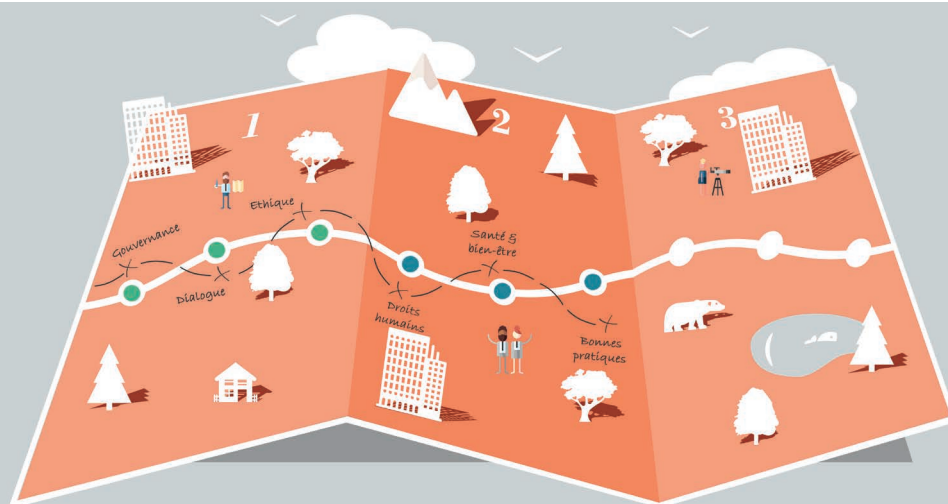 1
2
3
Gouvernance
Dialogue
Ethique
Droits
humains
Santé &
bien-être
Bonnes
pratiques